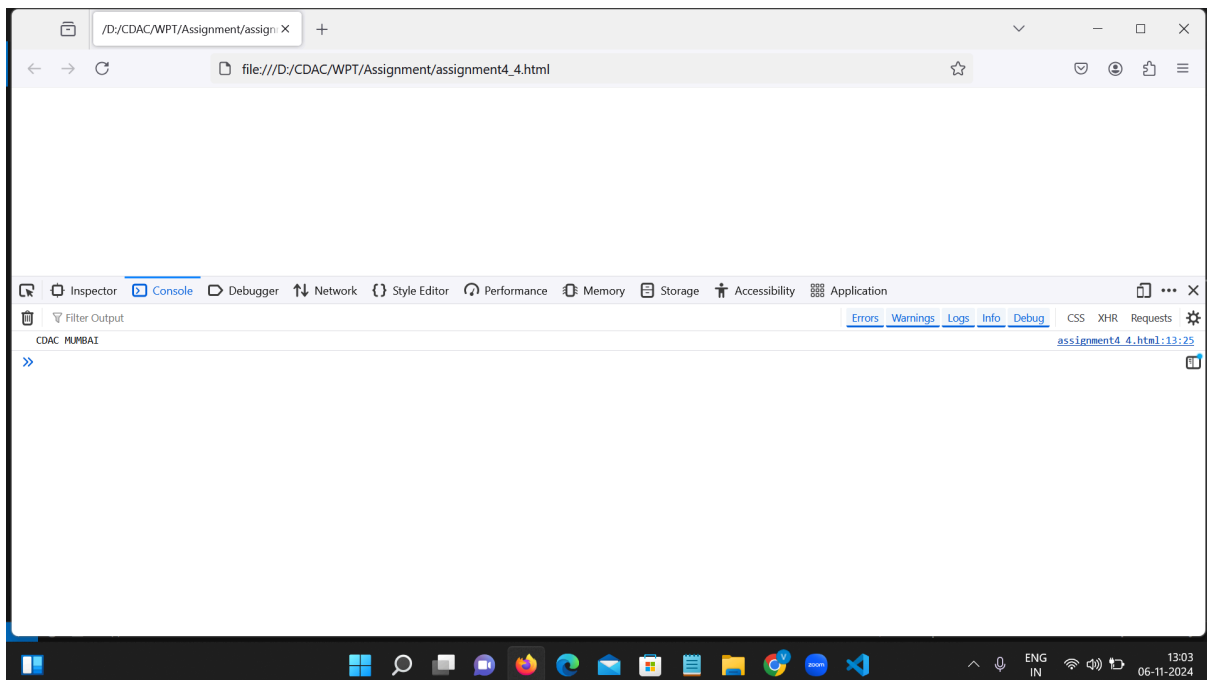 /D:/CDAC/WPT/Assignment/assign
file:///D:/CDAC/WPT/Assignment/assignment4_4.html
Inspector Console Debugger Network Style Editor Performance Memory Storage Accessibility Application
Filter Output Errors Warnings Logs Info Debug CSS XHR Requests
CDAC MUMBAI assignment4_4.html:13:25
zoom V ENG 13:03
IN 06-11-2024